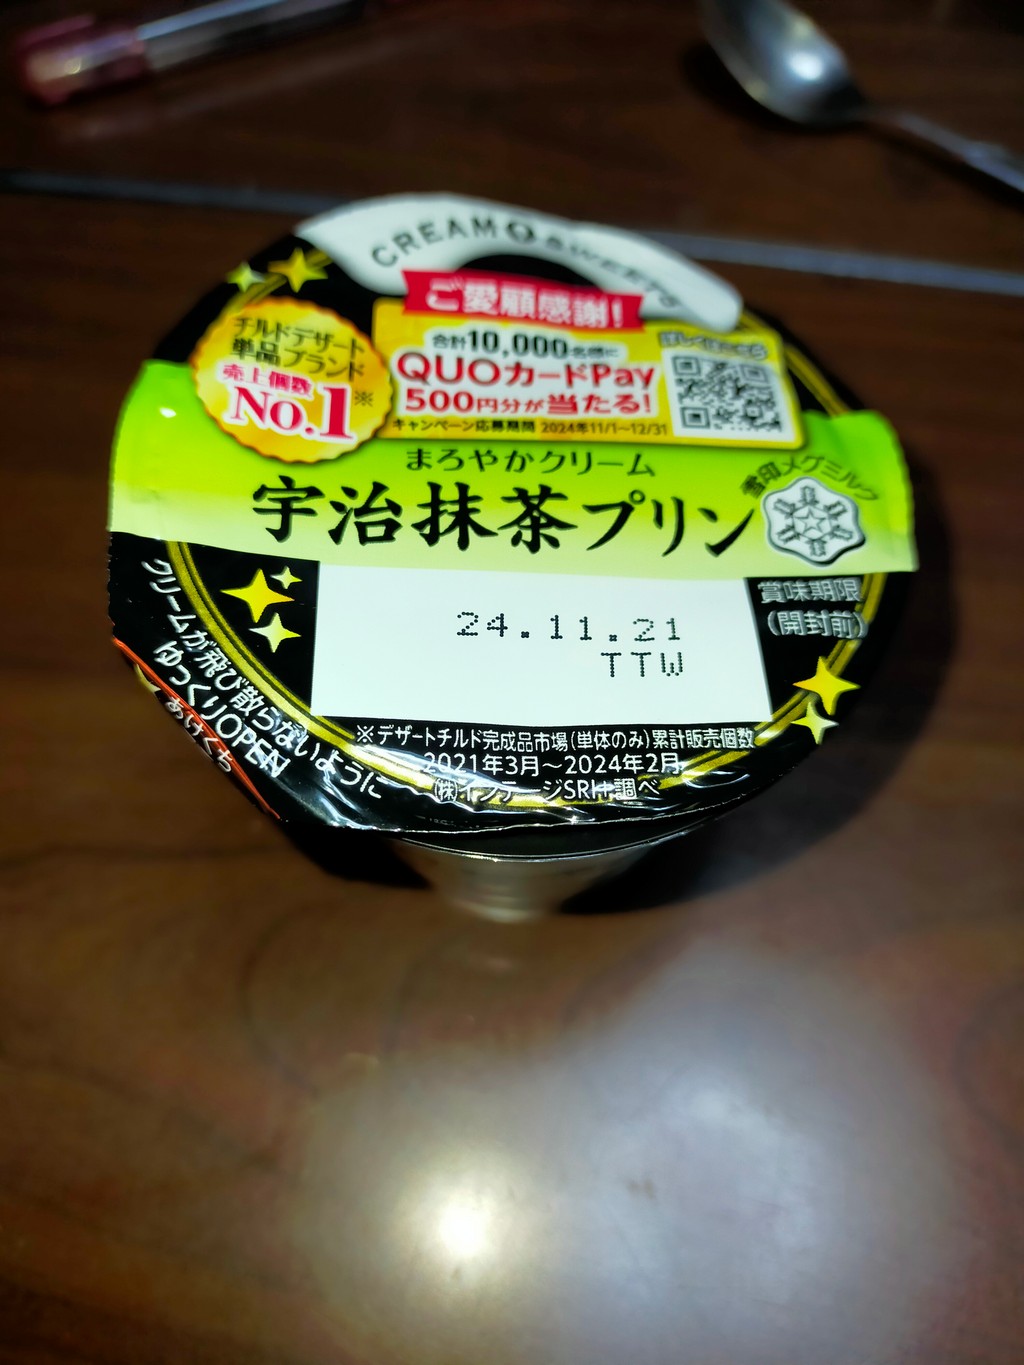 CREAM & SWEETS
ご愛顧感謝!
チルドデザート
単品ブランド
売上個数
No.1※
合計10,000名様に
QUOカードPay
500円分が当たる!
キャンペーン応募期間 2024年11/1~12/31
詳しくはこちら
まろやかクリーム
宇治抹茶プリン
雪印メグミルク
賞味期限
(開封前)
24.11.21
TTW
※デザートチルド完成品市場(単体のみ)累計販売個数
2021年3月~2024年2月
(株)インテージSRI+調べ
クリームが飛び散らないように
ゆっくりOPEN
あけくち